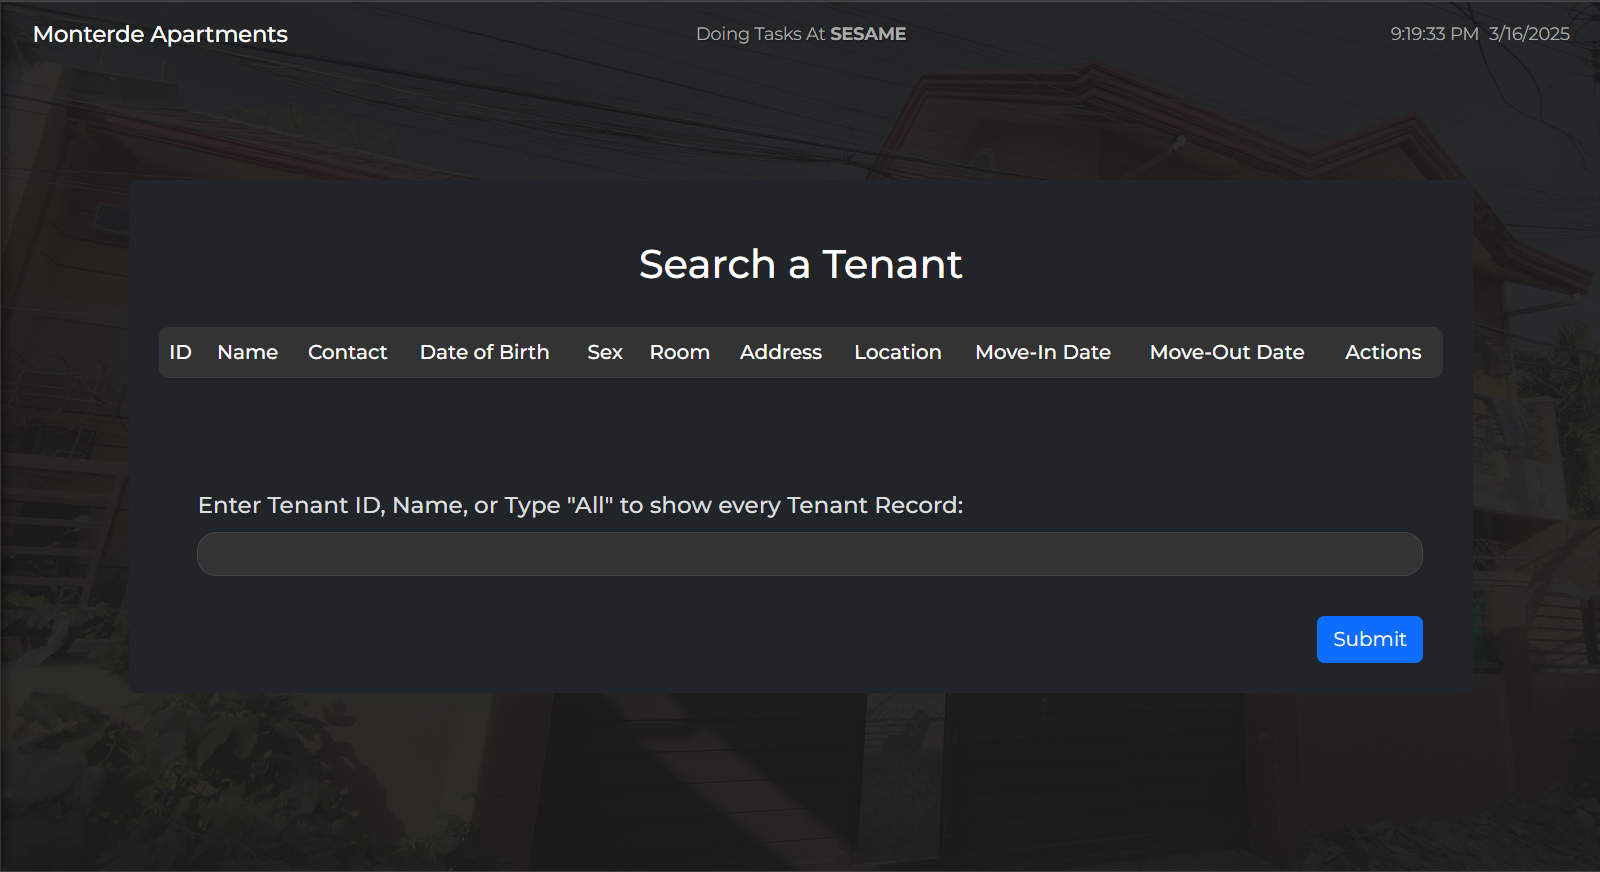 Monterde Apartments Doing Tasks At SESAME 9:19:33 PM 3/16/2025
Search a Tenant
ID Name Contact Date of Birth Sex Room Address Location Move-In Date Move-Out Date Actions
Enter Tenant ID, Name, or Type "All" to show every Tenant Record:
Submit